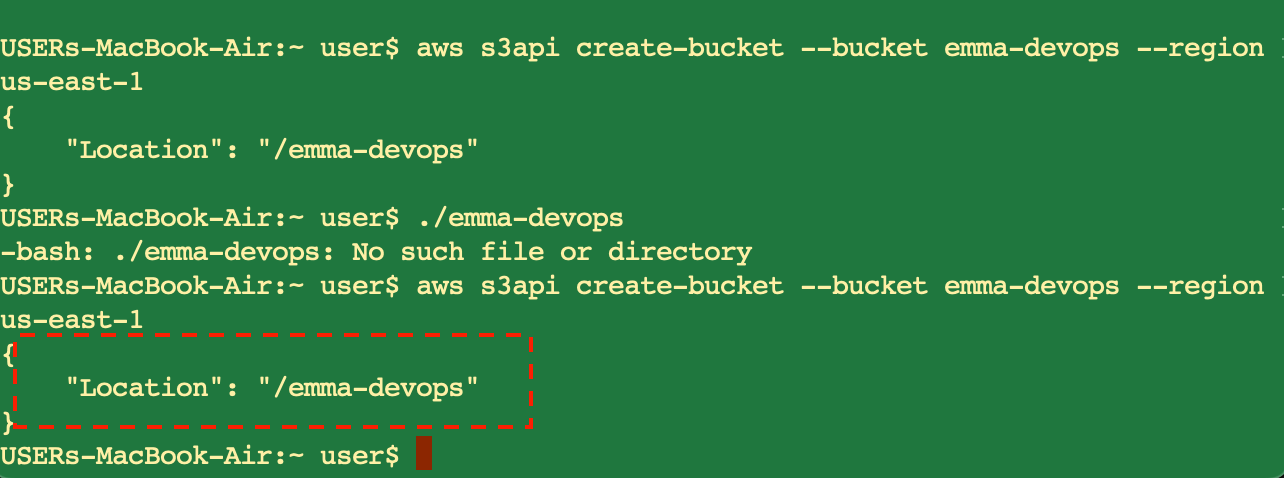 USERs-MacBook-Air:~ user$ aws s3api create-bucket --bucket emma-devops --region
us-east-1
{
    "Location": "/emma-devops"
}
USERs-MacBook-Air:~ user$ ./emma-devops
-bash: ./emma-devops: No such file or directory
USERs-MacBook-Air:~ user$ aws s3api create-bucket --bucket emma-devops --region
us-east-1
{
    "Location": "/emma-devops"
}
USERs-MacBook-Air:~ user$